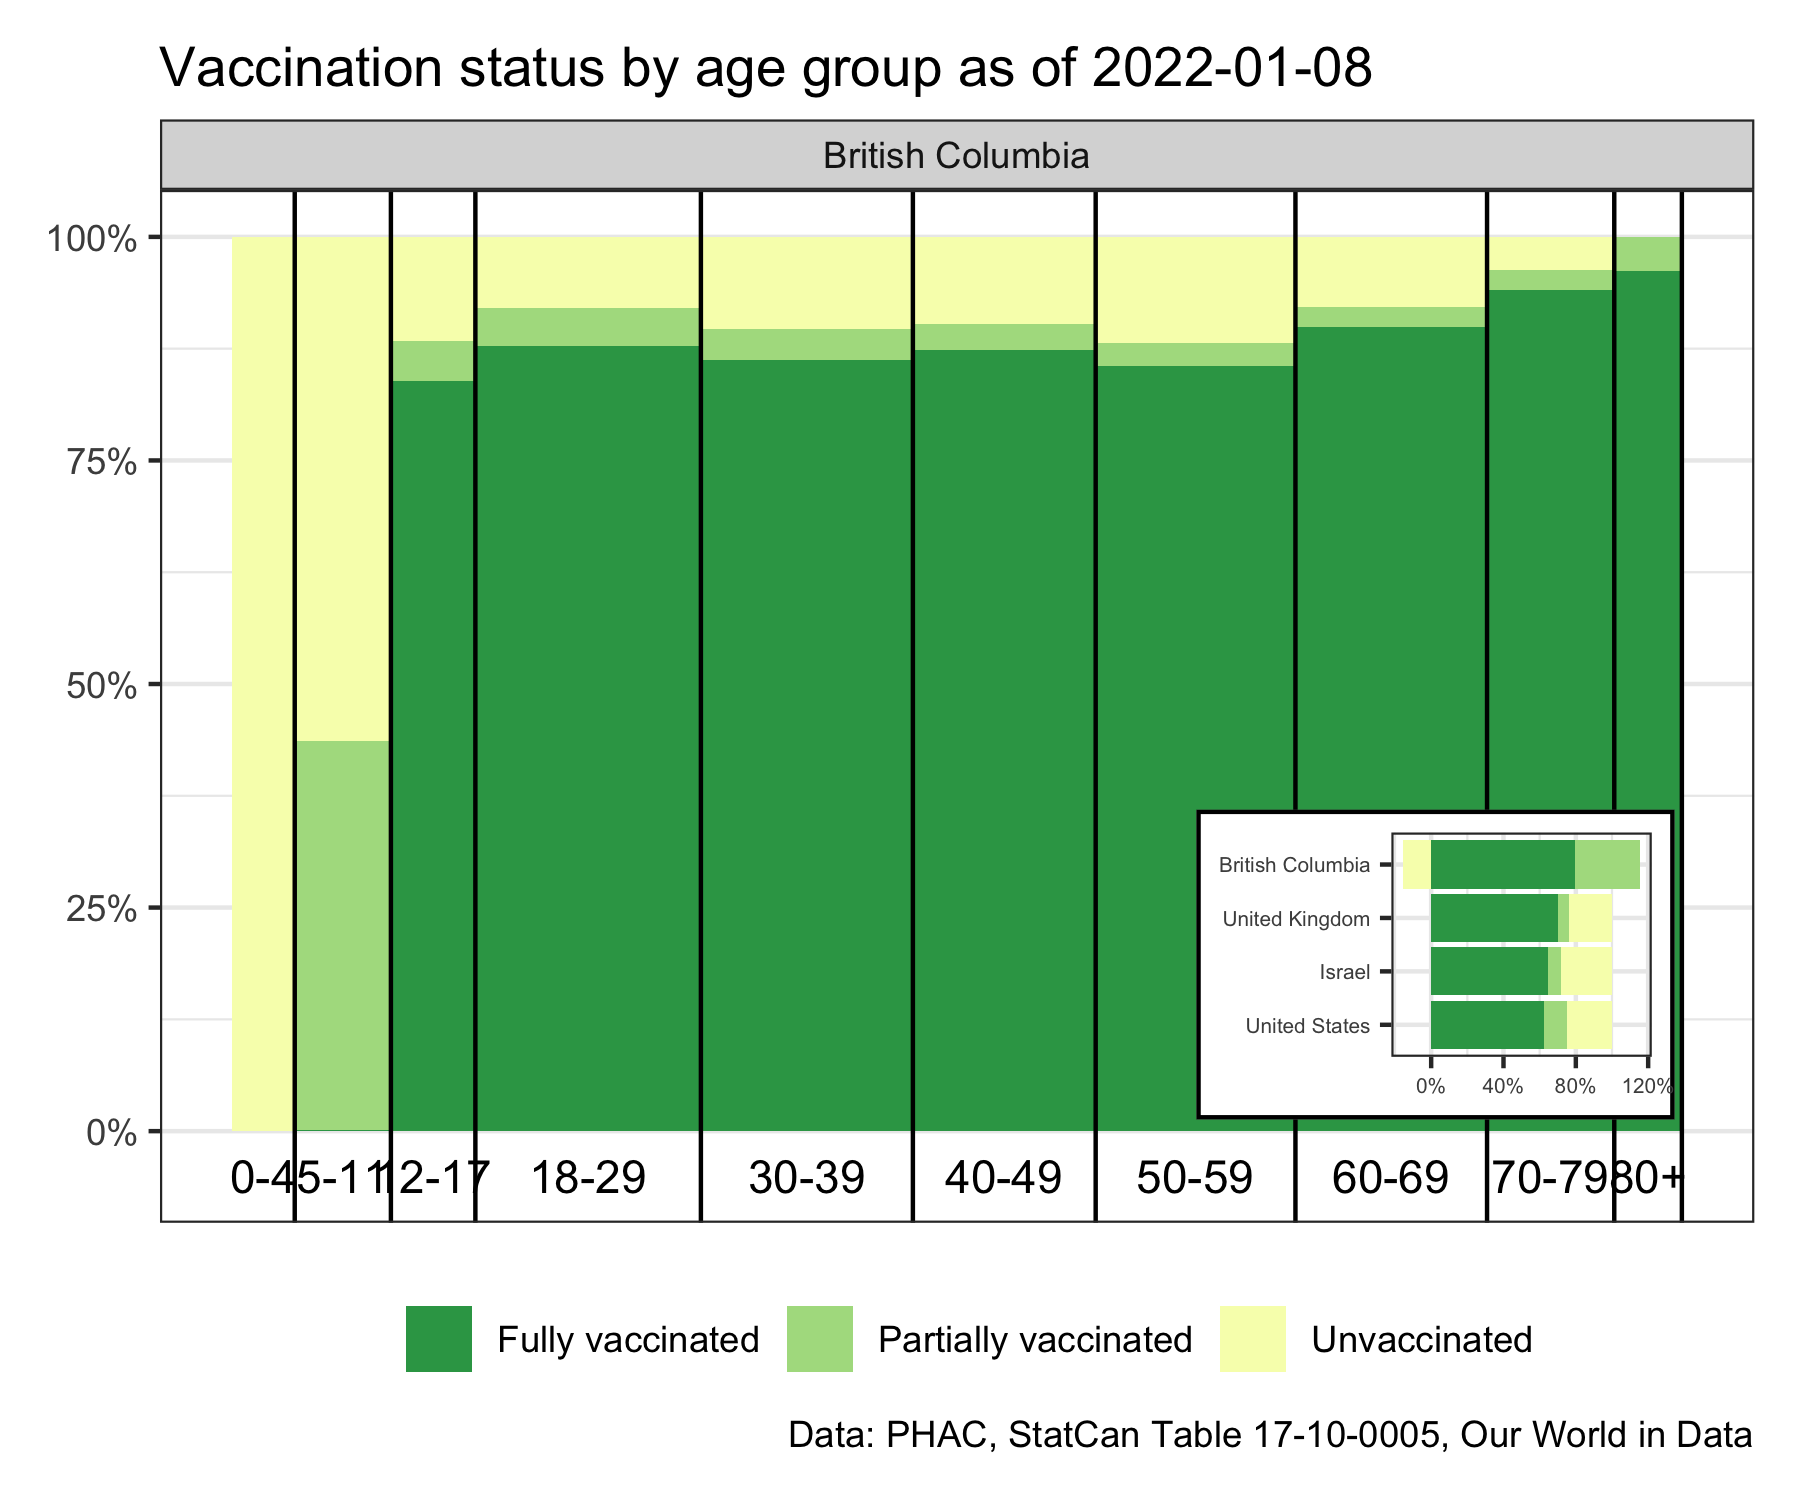 Vaccination status by age group as of 2022-01-08
British Columbia
100%
75%
50%
25%
0%
0-4 5-11 12-17 18-29 30-39 40-49 50-59 60-69 70-79 80+
British Columbia
United Kingdom
Israel
United States
0% 40% 80% 120%
Fully vaccinated Partially vaccinated Unvaccinated
Data: PHAC, StatCan Table 17-10-0005, Our World in Data